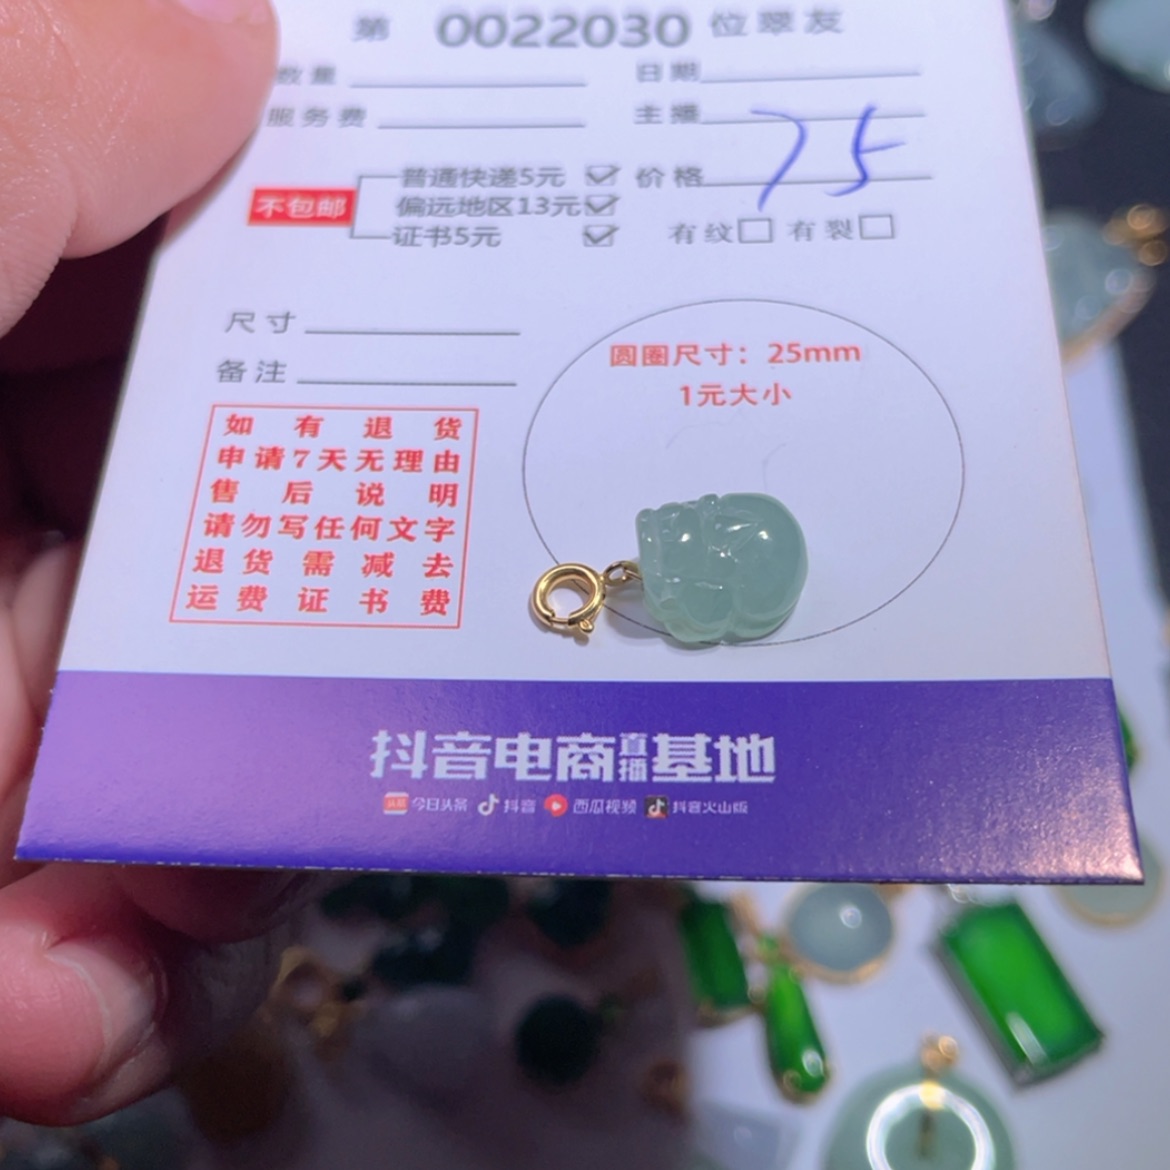 第 0022030 位翠友
数量 日期
服务费 主播
普通快递5元 价格 75
不包邮 偏远地区13元
证书5元 有纹 有裂
尺寸
备注
圆圈尺寸：25mm
1元大小
如有退货
申请7天无理由
售后说明
请勿写任何文字
退货需减去
运费证书费
抖音电商直播基地
头条 今日头条 抖音 西瓜视频 抖音火山版